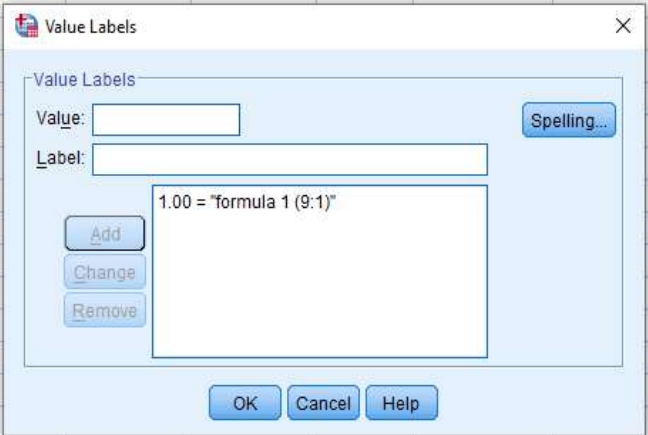 Value Labels
Value Labels
Value:
Spelling...
Label:
1.00 = "formula 1 (9:1)"
Add
Change
Remove
OK Cancel Help